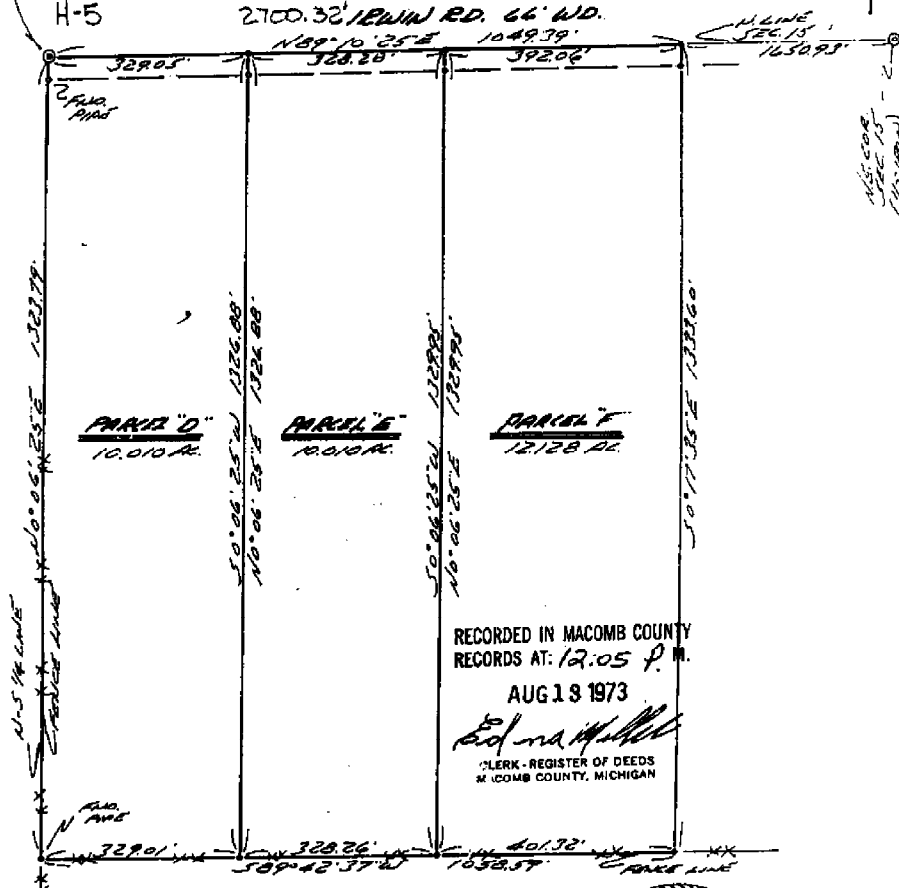 H-5
2700.32' IRWIN RD. 66' WD.
N. LINE
SEC. 15
N89° 10' 25" E 1049.39'
329.05' 328.28' 392.06' 1650.93'
FND.
PIPE
N.E. COR.
SEC. 15
N0° 06' 25" E 1323.79'
S0° 06' 25" W 1326.88'
N0° 06' 25" E 1326.88'
S0° 06' 25" W 1329.95'
N0° 06' 25" E 1329.95'
S0° 17' 35" E 1333.60'
PARCEL "D" PARCEL "E" PARCEL "F"
10.010 AC. 10.010 AC. 12.128 AC.
N-S 1/4 LINE
FENCE LINE
RECORDED IN MACOMB COUNTY
RECORDS AT: 12:05 P. M.
AUG 13 1973
CLERK - REGISTER OF DEEDS
MACOMB COUNTY, MICHIGAN
FND.
PIPE
329.01' 328.26' 401.32'
S89° 42' 37" W 1058.59' FENCE LINE